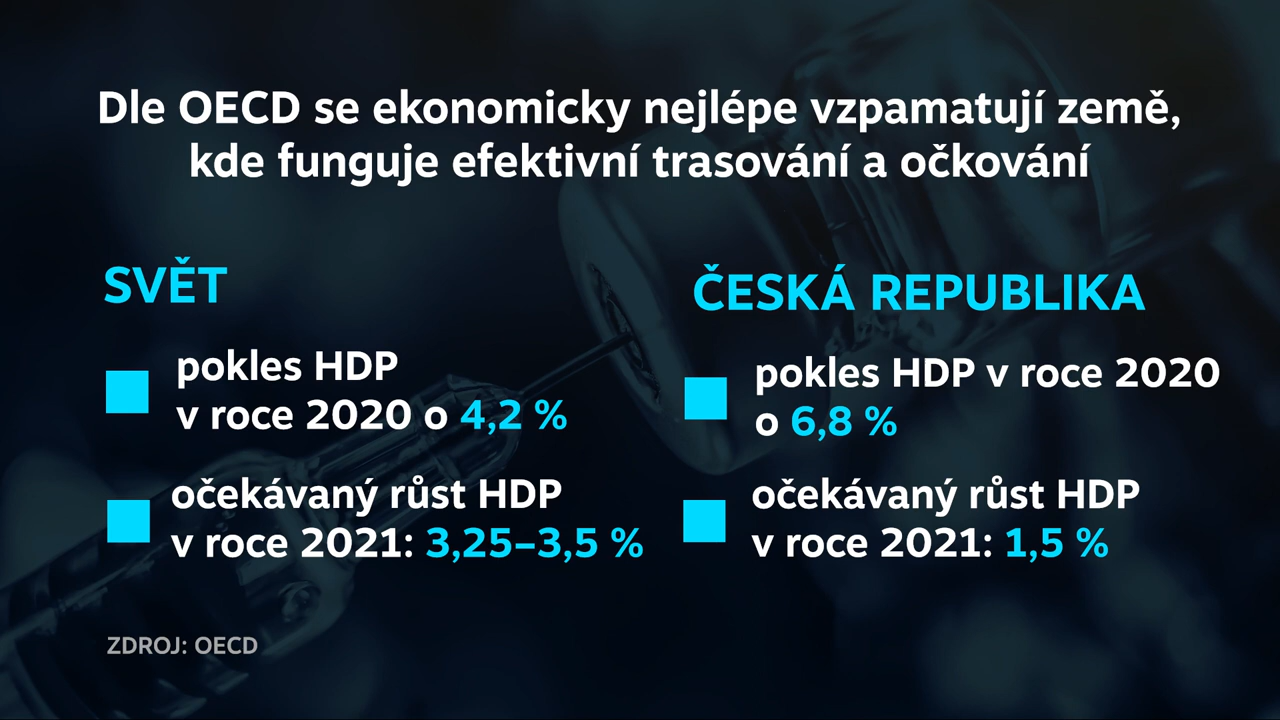 Dle OECD se ekonomicky nejlépe vzpamatují země,
kde funguje efektivní trasování a očkování
SVĚT
pokles HDP
v roce 2020 o 4,2 %
očekávaný růst HDP
v roce 2021: 3,25–3,5 %
ČESKÁ REPUBLIKA
pokles HDP v roce 2020
o 6,8 %
očekávaný růst HDP
v roce 2021: 1,5 %
ZDROJ: OECD